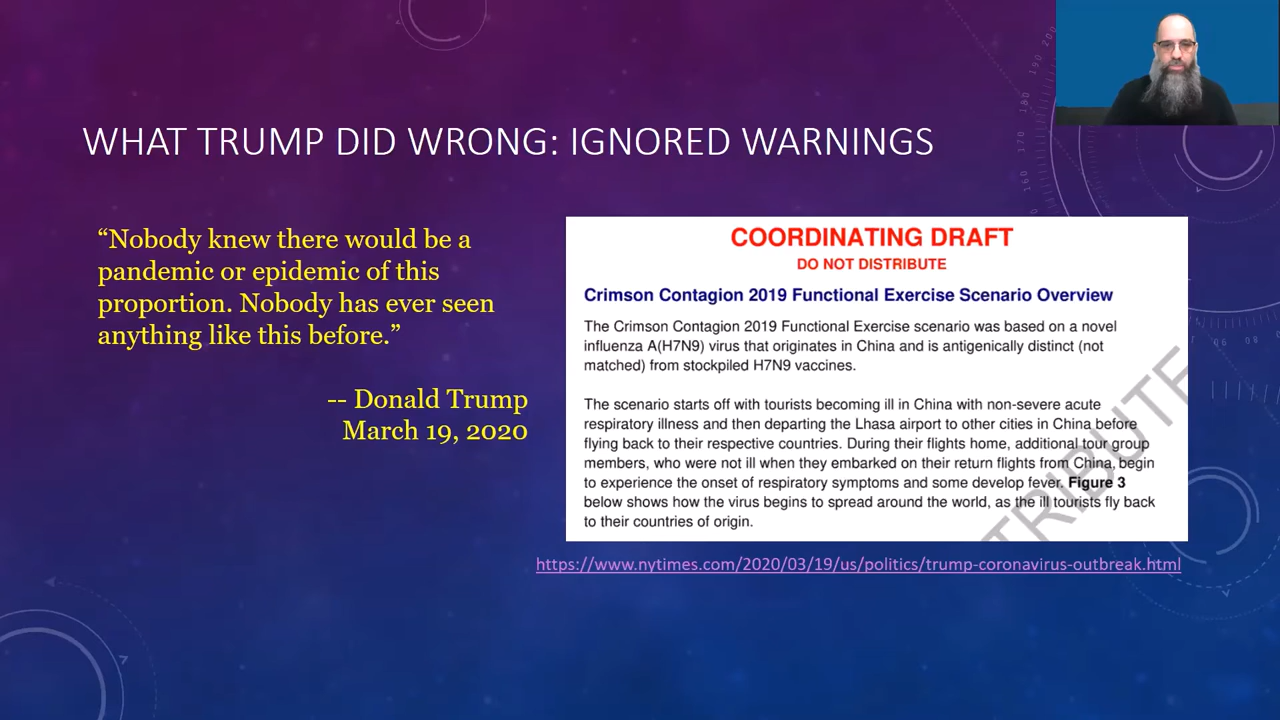 WHAT TRUMP DID WRONG: IGNORED WARNINGS
“Nobody knew there would be a
pandemic or epidemic of this
proportion. Nobody has ever seen
anything like this before.”
-- Donald Trump
March 19, 2020
COORDINATING DRAFT
DO NOT DISTRIBUTE
Crimson Contagion 2019 Functional Exercise Scenario Overview
The Crimson Contagion 2019 Functional Exercise scenario was based on a novel
influenza A(H7N9) virus that originates in China and is antigenically distinct (not
matched) from stockpiled H7N9 vaccines.
The scenario starts off with tourists becoming ill in China with non-severe acute
respiratory illness and then departing the Lhasa airport to other cities in China before
flying back to their respective countries. During their flights home, additional tour group
members, who were not ill when they embarked on their return flights from China, begin
to experience the onset of respiratory symptoms and some develop fever. Figure 3
below shows how the virus begins to spread around the world, as the ill tourists fly back
to their countries of origin.
TRIBUTE
https://www.nytimes.com/2020/03/19/us/politics/trump-coronavirus-outbreak.html
200
190
180
170
160